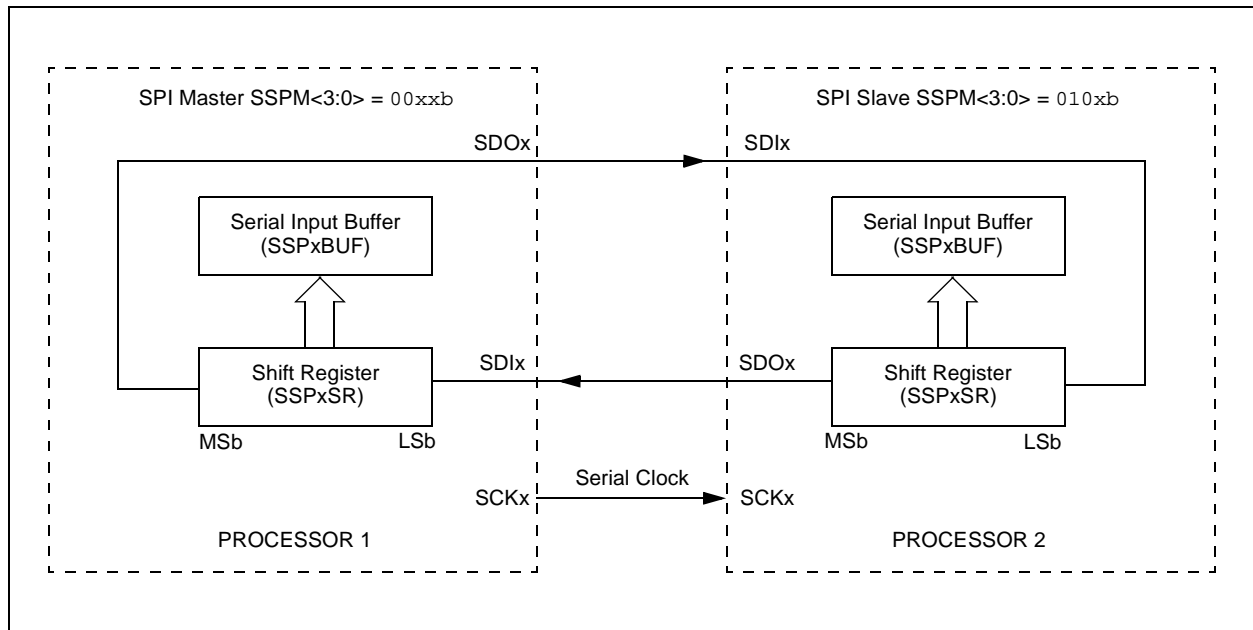 SPI Master SSPM<3:0> = 00xxb
SPI Slave SSPM<3:0> = 010xb
SDOx
SDIx
Serial Input Buffer
(SSPxBUF)
Serial Input Buffer
(SSPxBUF)
SDIx
SDOx
Shift Register
(SSPxSR)
Shift Register
(SSPxSR)
MSb
LSb
MSb
LSb
Serial Clock
SCKx
SCKx
PROCESSOR 1
PROCESSOR 2